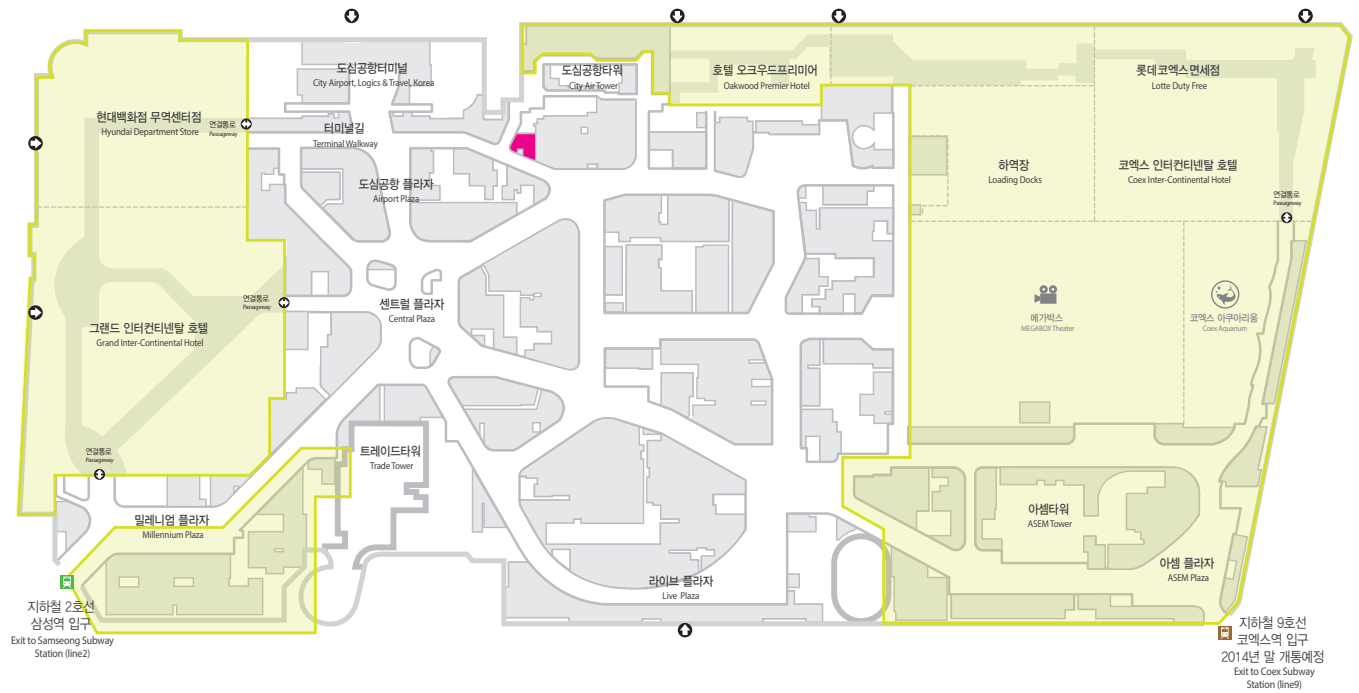 도심공항터미널
City Airport, Logics & Travel, Korea
도심공항타워
City Air Tower
호텔 오크우드프리미어
Oakwood Premier Hotel
롯데코엑스면세점
Lotte Duty Free
현대백화점 무역센터점
Hyundai Department Store
연결통로
Passageway
터미널길
Terminal Walkway
도심공항 플라자
Airport Plaza
하역장
Loading Docks
코엑스 인터컨티넨탈 호텔
Coex Inter-Continental Hotel
연결통로
Passageway
연결통로
Passageway
센트럴 플라자
Central Plaza
그랜드 인터컨티넨탈 호텔
Grand Inter-Continental Hotel
메가박스
MEGABOX Theater
코엑스 아쿠아리움
Coex Aquarium
연결통로
Passageway
트레이드타워
Trade Tower
밀레니엄 플라자
Millennium Plaza
아셈타워
ASEM Tower
아셈 플라자
ASEM Plaza
라이브 플라자
Live Plaza
지하철 2호선
삼성역 입구
Exit to Samseong Subway
Station (line2)
지하철 9호선
코엑스역 입구
2014년 말 개통예정
Exit to Coex Subway
Station (line9)